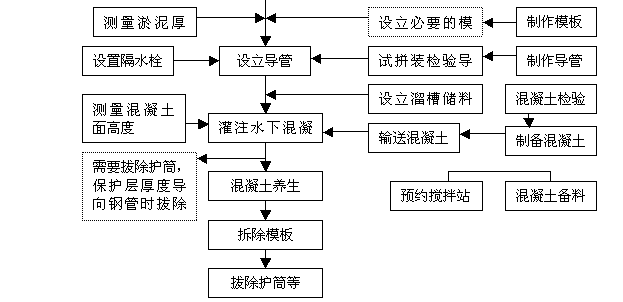 测量淤泥厚
设立必要的模
制作模板
设置隔水栓
设立导管
试拼装检验导
制作导管
设立溜槽储料
混凝土检验
测量混凝土
面高度
灌注水下混凝
输送混凝土
制备混凝土
需要拔除护筒，
保护层厚度导
向钢管时拔除
混凝土养生
预约搅拌站
混凝土备料
拆除模板
拔除护筒等